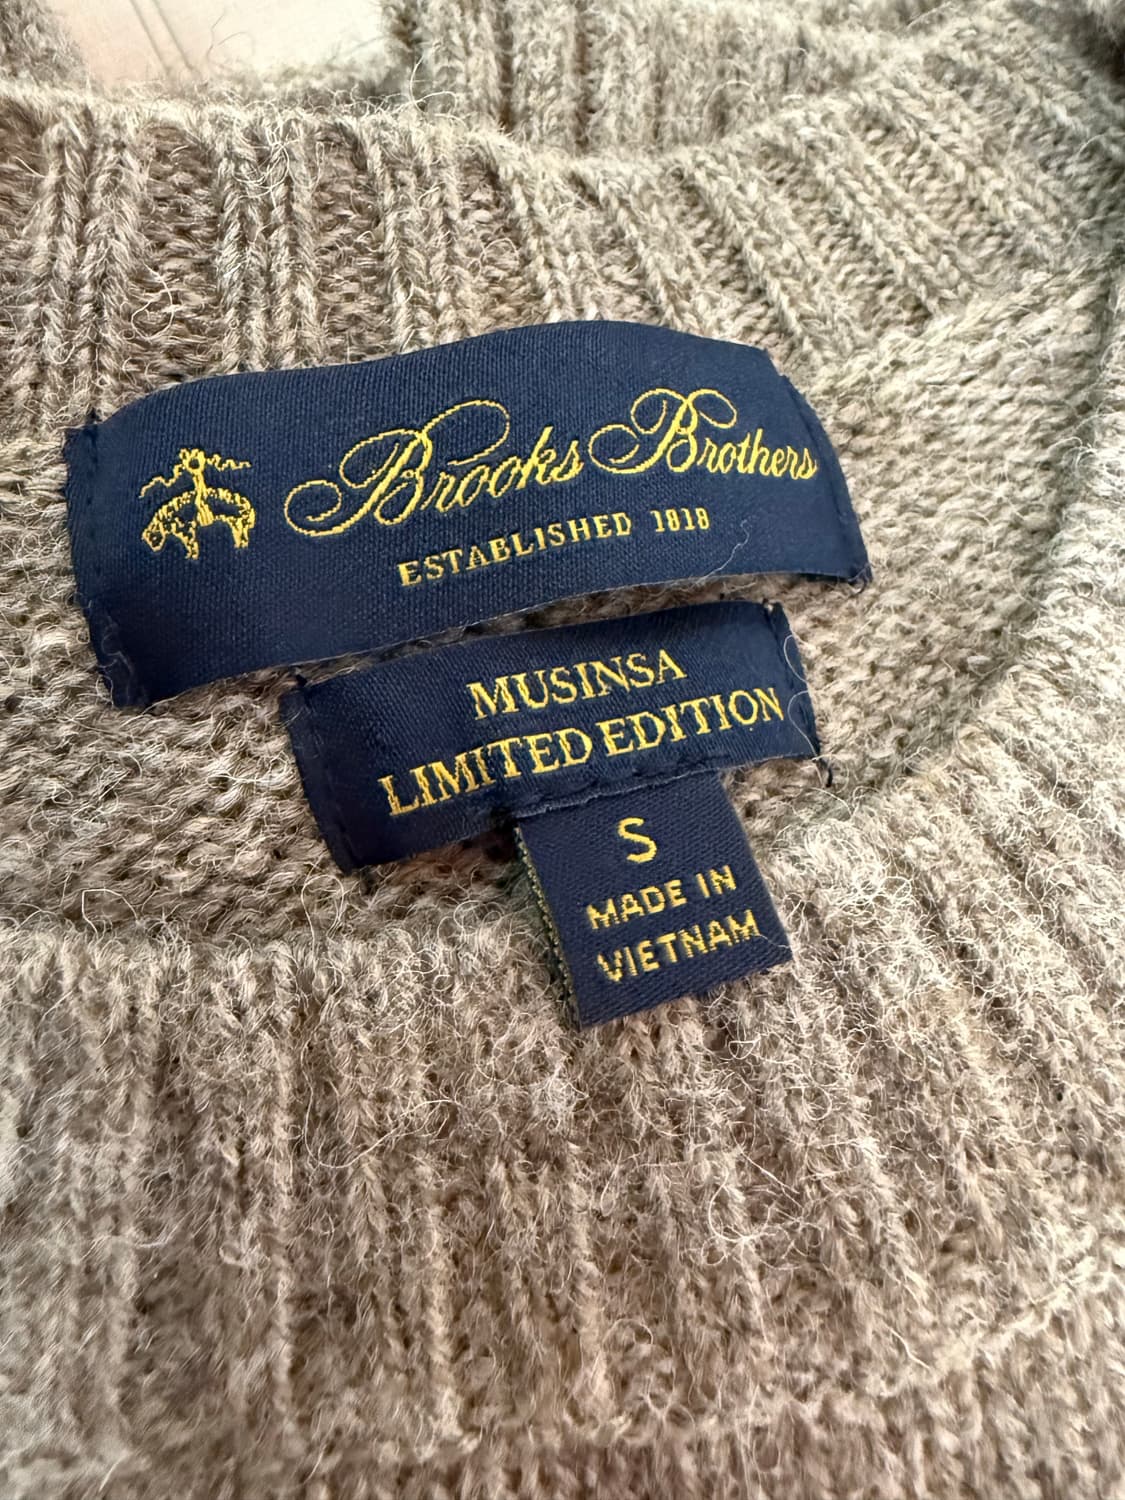 Brooks Brothers
ESTABLISHED 1818
MUSINSA
LIMITED EDITION
S
MADE IN
VIETNAM